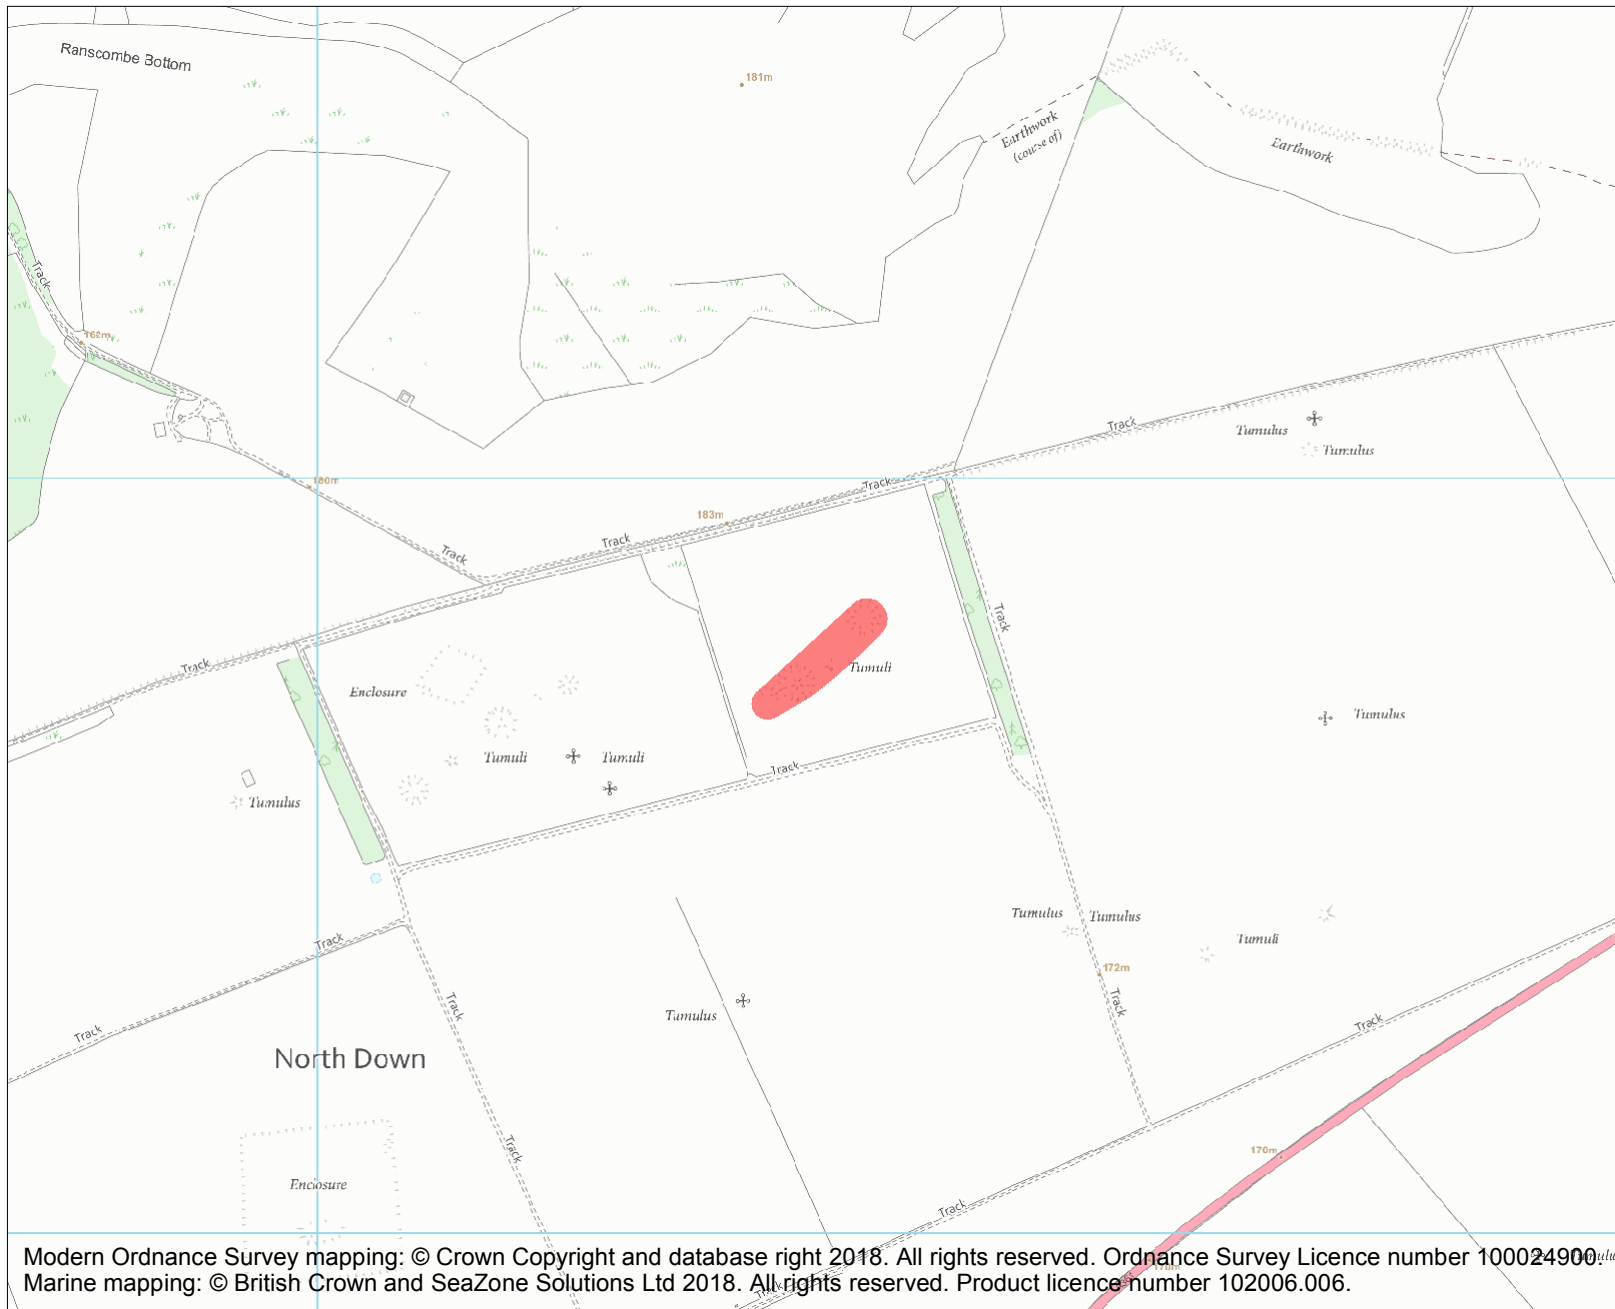 Ranscombe Bottom
181m
Earthwork
(course of)
Earthwork
Track
162m
Track
Tumulus
Tumulus
180m
Track
183m
Track
Track
Track
Track
Enclosure
Tumuli
Tumuli
Tumuli
Tumulus
Track
Tumulus
Tumulus
Tumulus
Tumuli
Track
172m
Track
Track
Track
Tumulus
Track
North Down
Track
170m
Enclosure
Track
Modern Ordnance Survey mapping: © Crown Copyright and database right 2018. All rights reserved. Ordnance Survey Licence number 100024900.
Marine mapping: © British Crown and SeaZone Solutions Ltd 2018. All rights reserved. Product licence number 102006.006.
Track